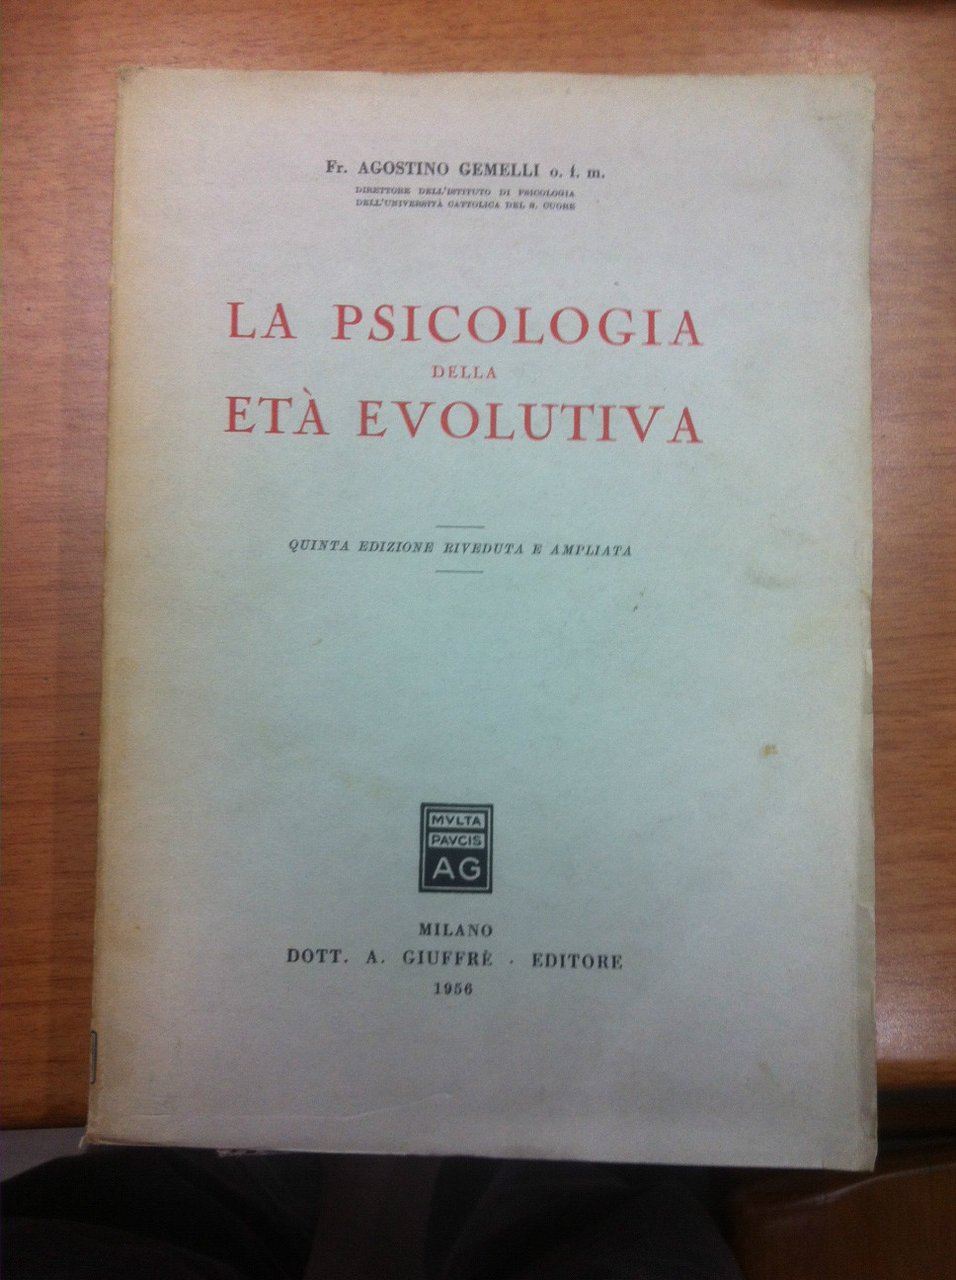 Fr. AGOSTINO GEMELLI o. f. m.
DIRETTORE DELL'ISTITUTO DI PSICOLOGIA
DELL'UNIVERSITÀ CATTOLICA DEL S. CUORE
LA PSICOLOGIA
DELLA
ETÀ EVOLUTIVA
QUINTA EDIZIONE RIVEDUTA E AMPLIATA
MVLTA
PAVCIS
AG
MILANO
DOTT. A. GIUFFRÈ - EDITORE
1956